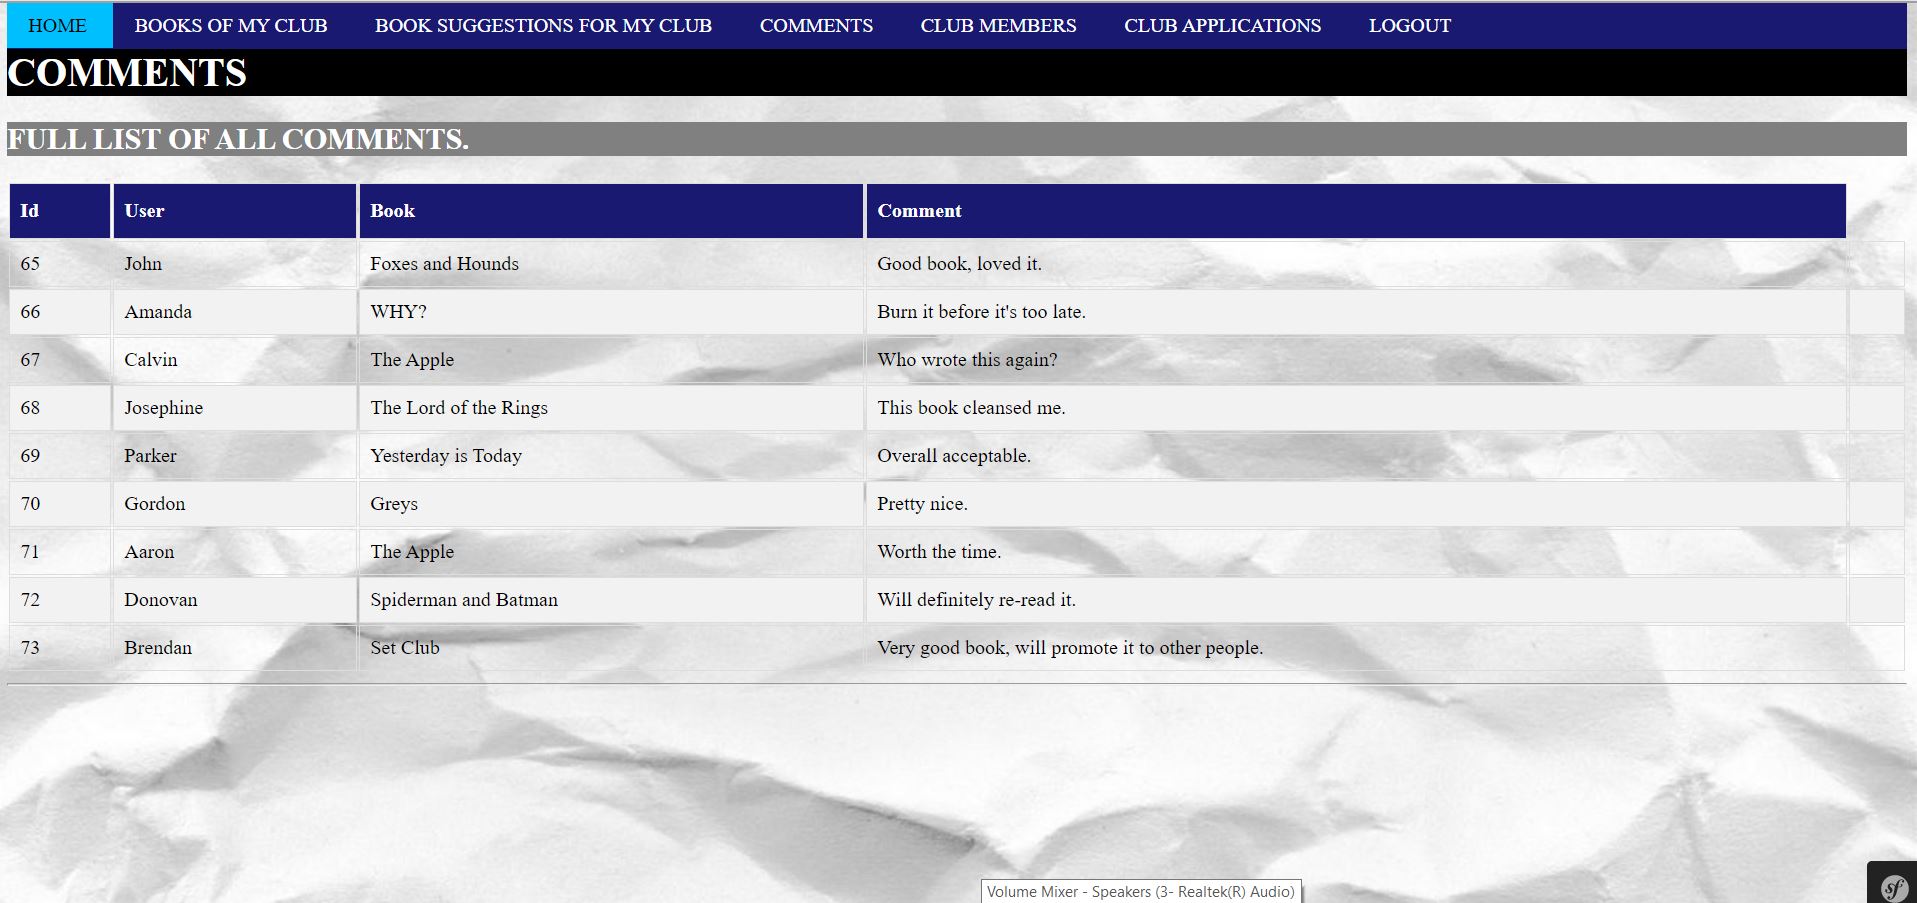 HOME BOOKS OF MY CLUB BOOK SUGGESTIONS FOR MY CLUB COMMENTS CLUB MEMBERS CLUB APPLICATIONS LOGOUT
COMMENTS
FULL LIST OF ALL COMMENTS.
Id User Book Comment
65 John Foxes and Hounds Good book, loved it.
66 Amanda WHY? Burn it before it's too late.
67 Calvin The Apple Who wrote this again?
68 Josephine The Lord of the Rings This book cleansed me.
69 Parker Yesterday is Today Overall acceptable.
70 Gordon Greys Pretty nice.
71 Aaron The Apple Worth the time.
72 Donovan Spiderman and Batman Will definitely re-read it.
73 Brendan Set Club Very good book, will promote it to other people.
Volume Mixer - Speakers (3- Realtek(R) Audio)
sf